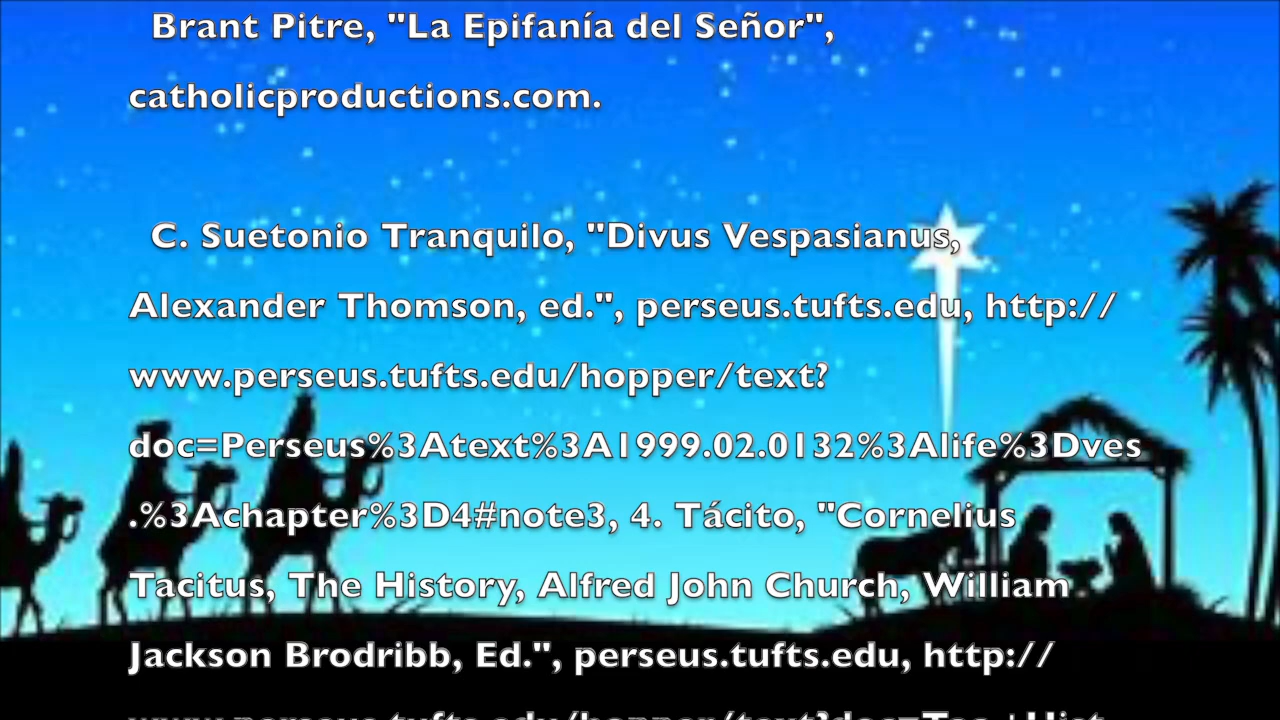 Brant Pitre, "La Epifanía del Señor",
catholicproductions.com.
C. Suetonio Tranquilo, "Divus Vespasianus,
Alexander Thomson, ed.", perseus.tufts.edu, http://
www.perseus.tufts.edu/hopper/text?
doc=Perseus%3Atext%3A1999.02.0132%3Alife%3Dves
.%3Achapter%3D4#note3, 4. Tácito, "Cornelius
Tacitus, The History, Alfred John Church, William
Jackson Brodribb, Ed.", perseus.tufts.edu, http://